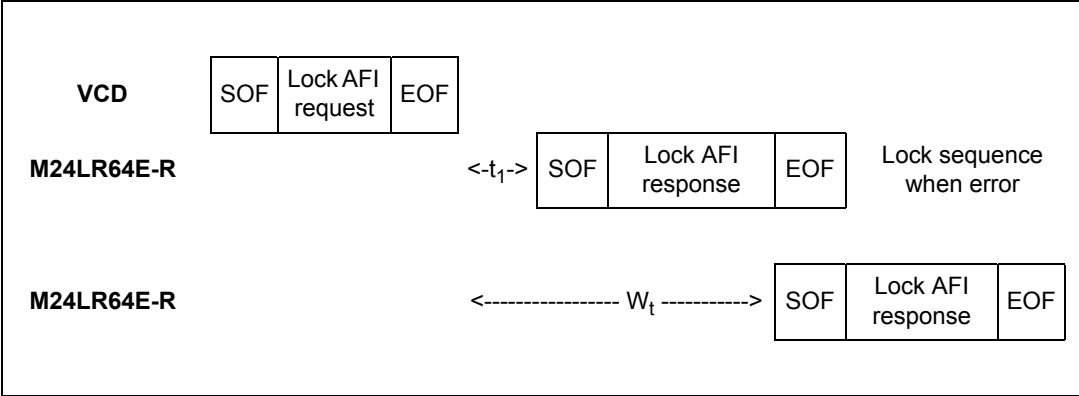 VCD SOF Lock AFI request EOF
M24LR64E-R <-t1-> SOF Lock AFI response EOF Lock sequence when error
M24LR64E-R <----------------- Wt -----------> SOF Lock AFI response EOF